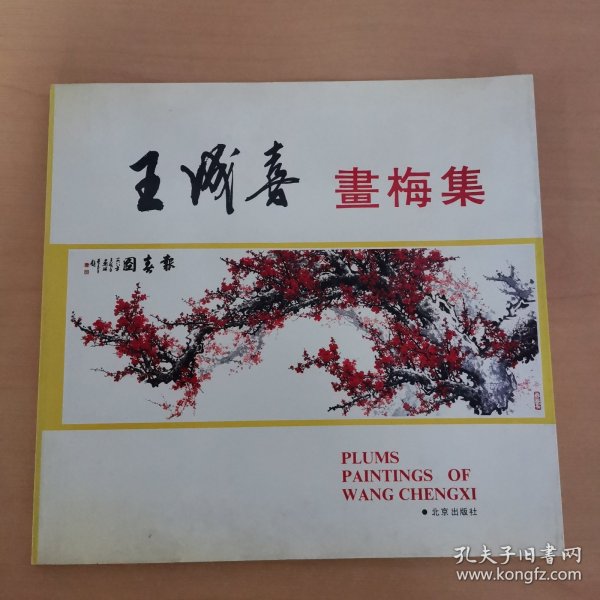 王成喜 畫梅集
報春圖
PLUMS
PAINTINGS OF
WANG CHENGXI
● 北京出版社
孔夫子旧书网
www.kongfz.com